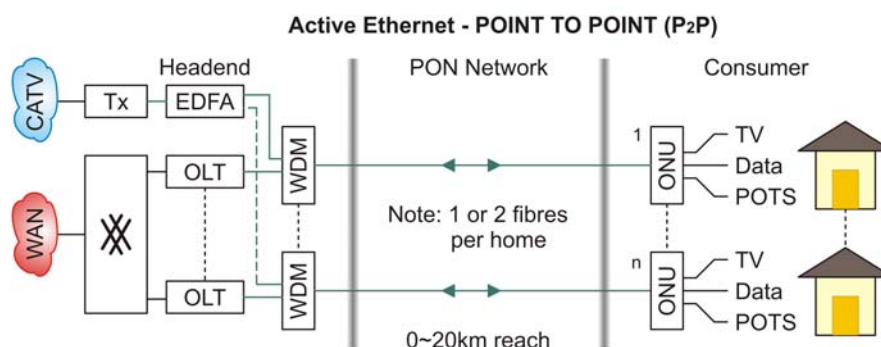 Active Ethernet - POINT TO POINT (P2P)
Headend
PON Network
Consumer
CATV
Tx
EDFA
WDM
OLT
WAN
OLT
WDM
Note: 1 or 2 fibres
per home
0~20km reach
1
ONU
TV
Data
POTS
n
ONU
TV
Data
POTS